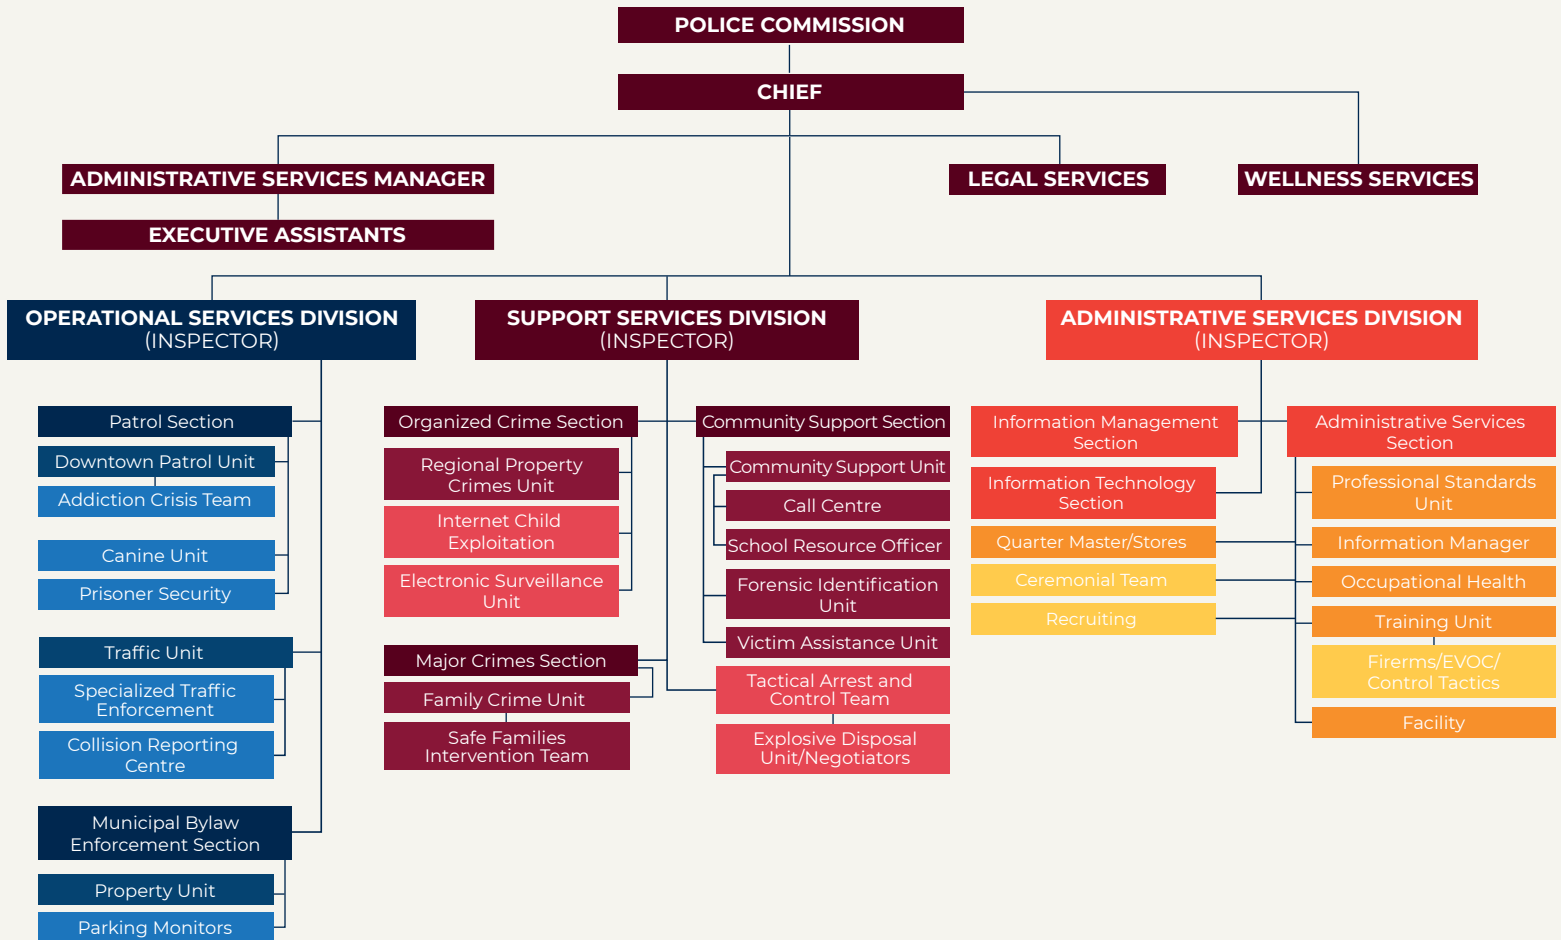 POLICE COMMISSION
CHIEF
ADMINISTRATIVE SERVICES MANAGER
EXECUTIVE ASSISTANTS
LEGAL SERVICES
WELLNESS SERVICES
OPERATIONAL SERVICES DIVISION
(INSPECTOR)
Patrol Section
Downtown Patrol Unit
Addiction Crisis Team
Canine Unit
Prisoner Security
Traffic Unit
Specialized Traffic
Enforcement
Collision Reporting
Centre
Municipal Bylaw
Enforcement Section
Property Unit
Parking Monitors
SUPPORT SERVICES DIVISION
(INSPECTOR)
Organized Crime Section
Regional Property
Crimes Unit
Internet Child
Exploitation
Electronic Surveillance
Unit
Major Crimes Section
Family Crime Unit
Safe Families
Intervention Team
Community Support Section
Community Support Unit
Call Centre
School Resource Officer
Forensic Identification
Unit
Victim Assistance Unit
Tactical Arrest and
Control Team
Explosive Disposal
Unit/Negotiators
ADMINISTRATIVE SERVICES DIVISION
(INSPECTOR)
Information Management
Section
Information Technology
Section
Quarter Master/Stores
Ceremonial Team
Recruiting
Administrative Services
Section
Professional Standards
Unit
Information Manager
Occupational Health
Training Unit
Firerms/EVOC/
Control Tactics
Facility